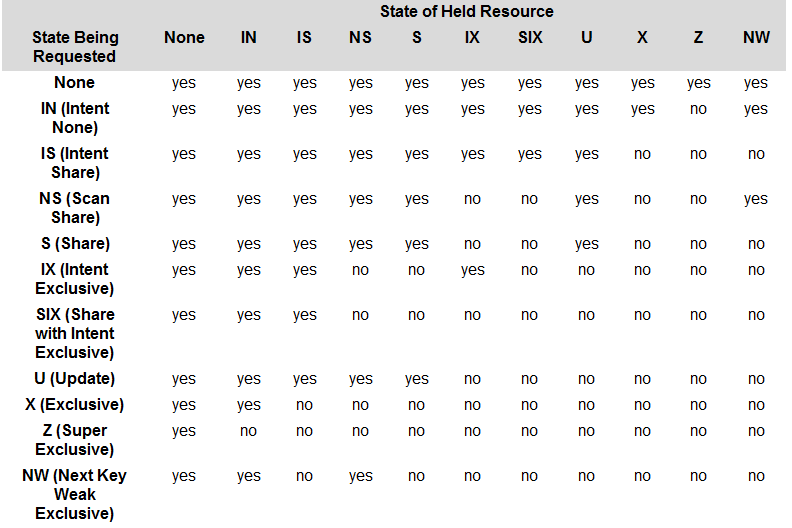 State of Held Resource
State Being Requested None IN IS NS S IX SIX U X Z NW
None yes yes yes yes yes yes yes yes yes yes yes
IN (Intent None) yes yes yes yes yes yes yes yes yes no yes
IS (Intent Share) yes yes yes yes yes yes yes yes no no no
NS (Scan Share) yes yes yes yes yes no no yes no no yes
S (Share) yes yes yes yes yes no no yes no no no
IX (Intent Exclusive) yes yes yes no no yes no no no no no
SIX (Share with Intent Exclusive) yes yes yes no no no no no no no no
U (Update) yes yes yes yes yes no no no no no no
X (Exclusive) yes yes no no no no no no no no no
Z (Super Exclusive) yes no no no no no no no no no no
NW (Next Key Weak Exclusive) yes yes no yes no no no no no no no